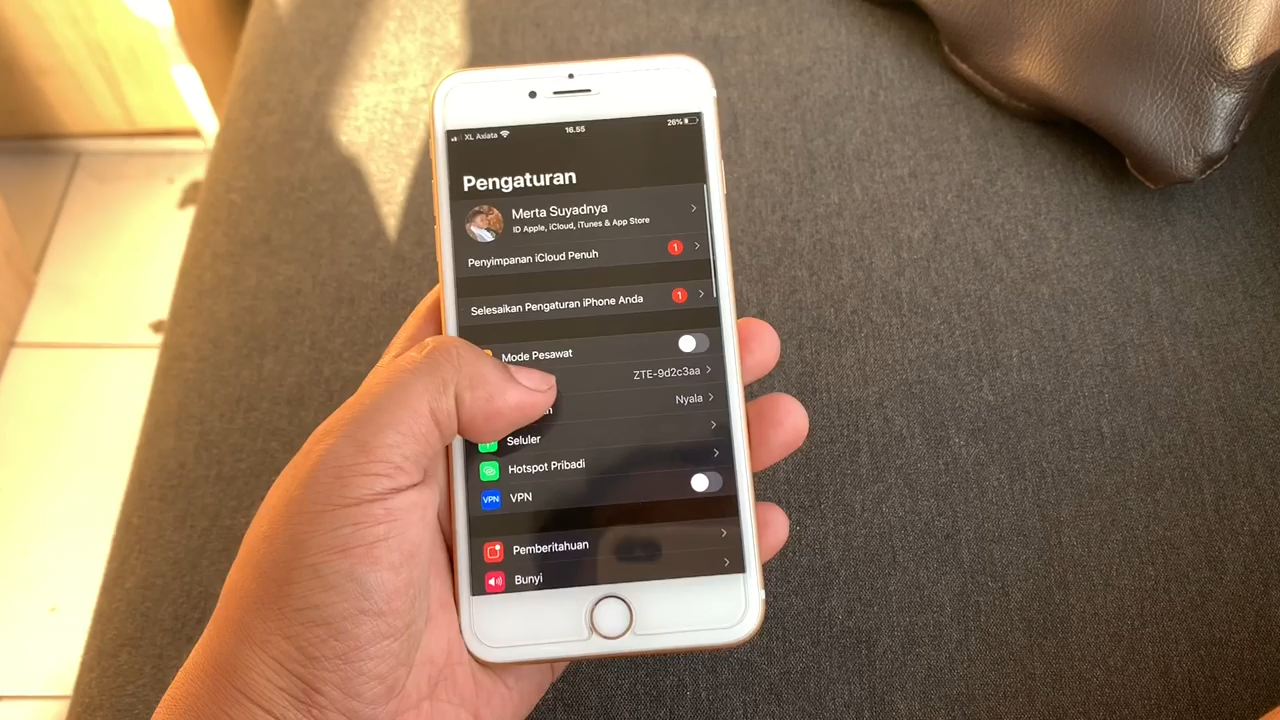 XL Axiata
16.55
26%
Pengaturan
Merta Suyadnya
ID Apple, iCloud, iTunes & App Store
Penyimpanan iCloud Penuh 1
Selesaikan Pengaturan iPhone Anda 1
Mode Pesawat
ZTE-9d2c3aa
Nyala
Seluler
Hotspot Pribadi
VPN VPN
Pemberitahuan
Bunyi